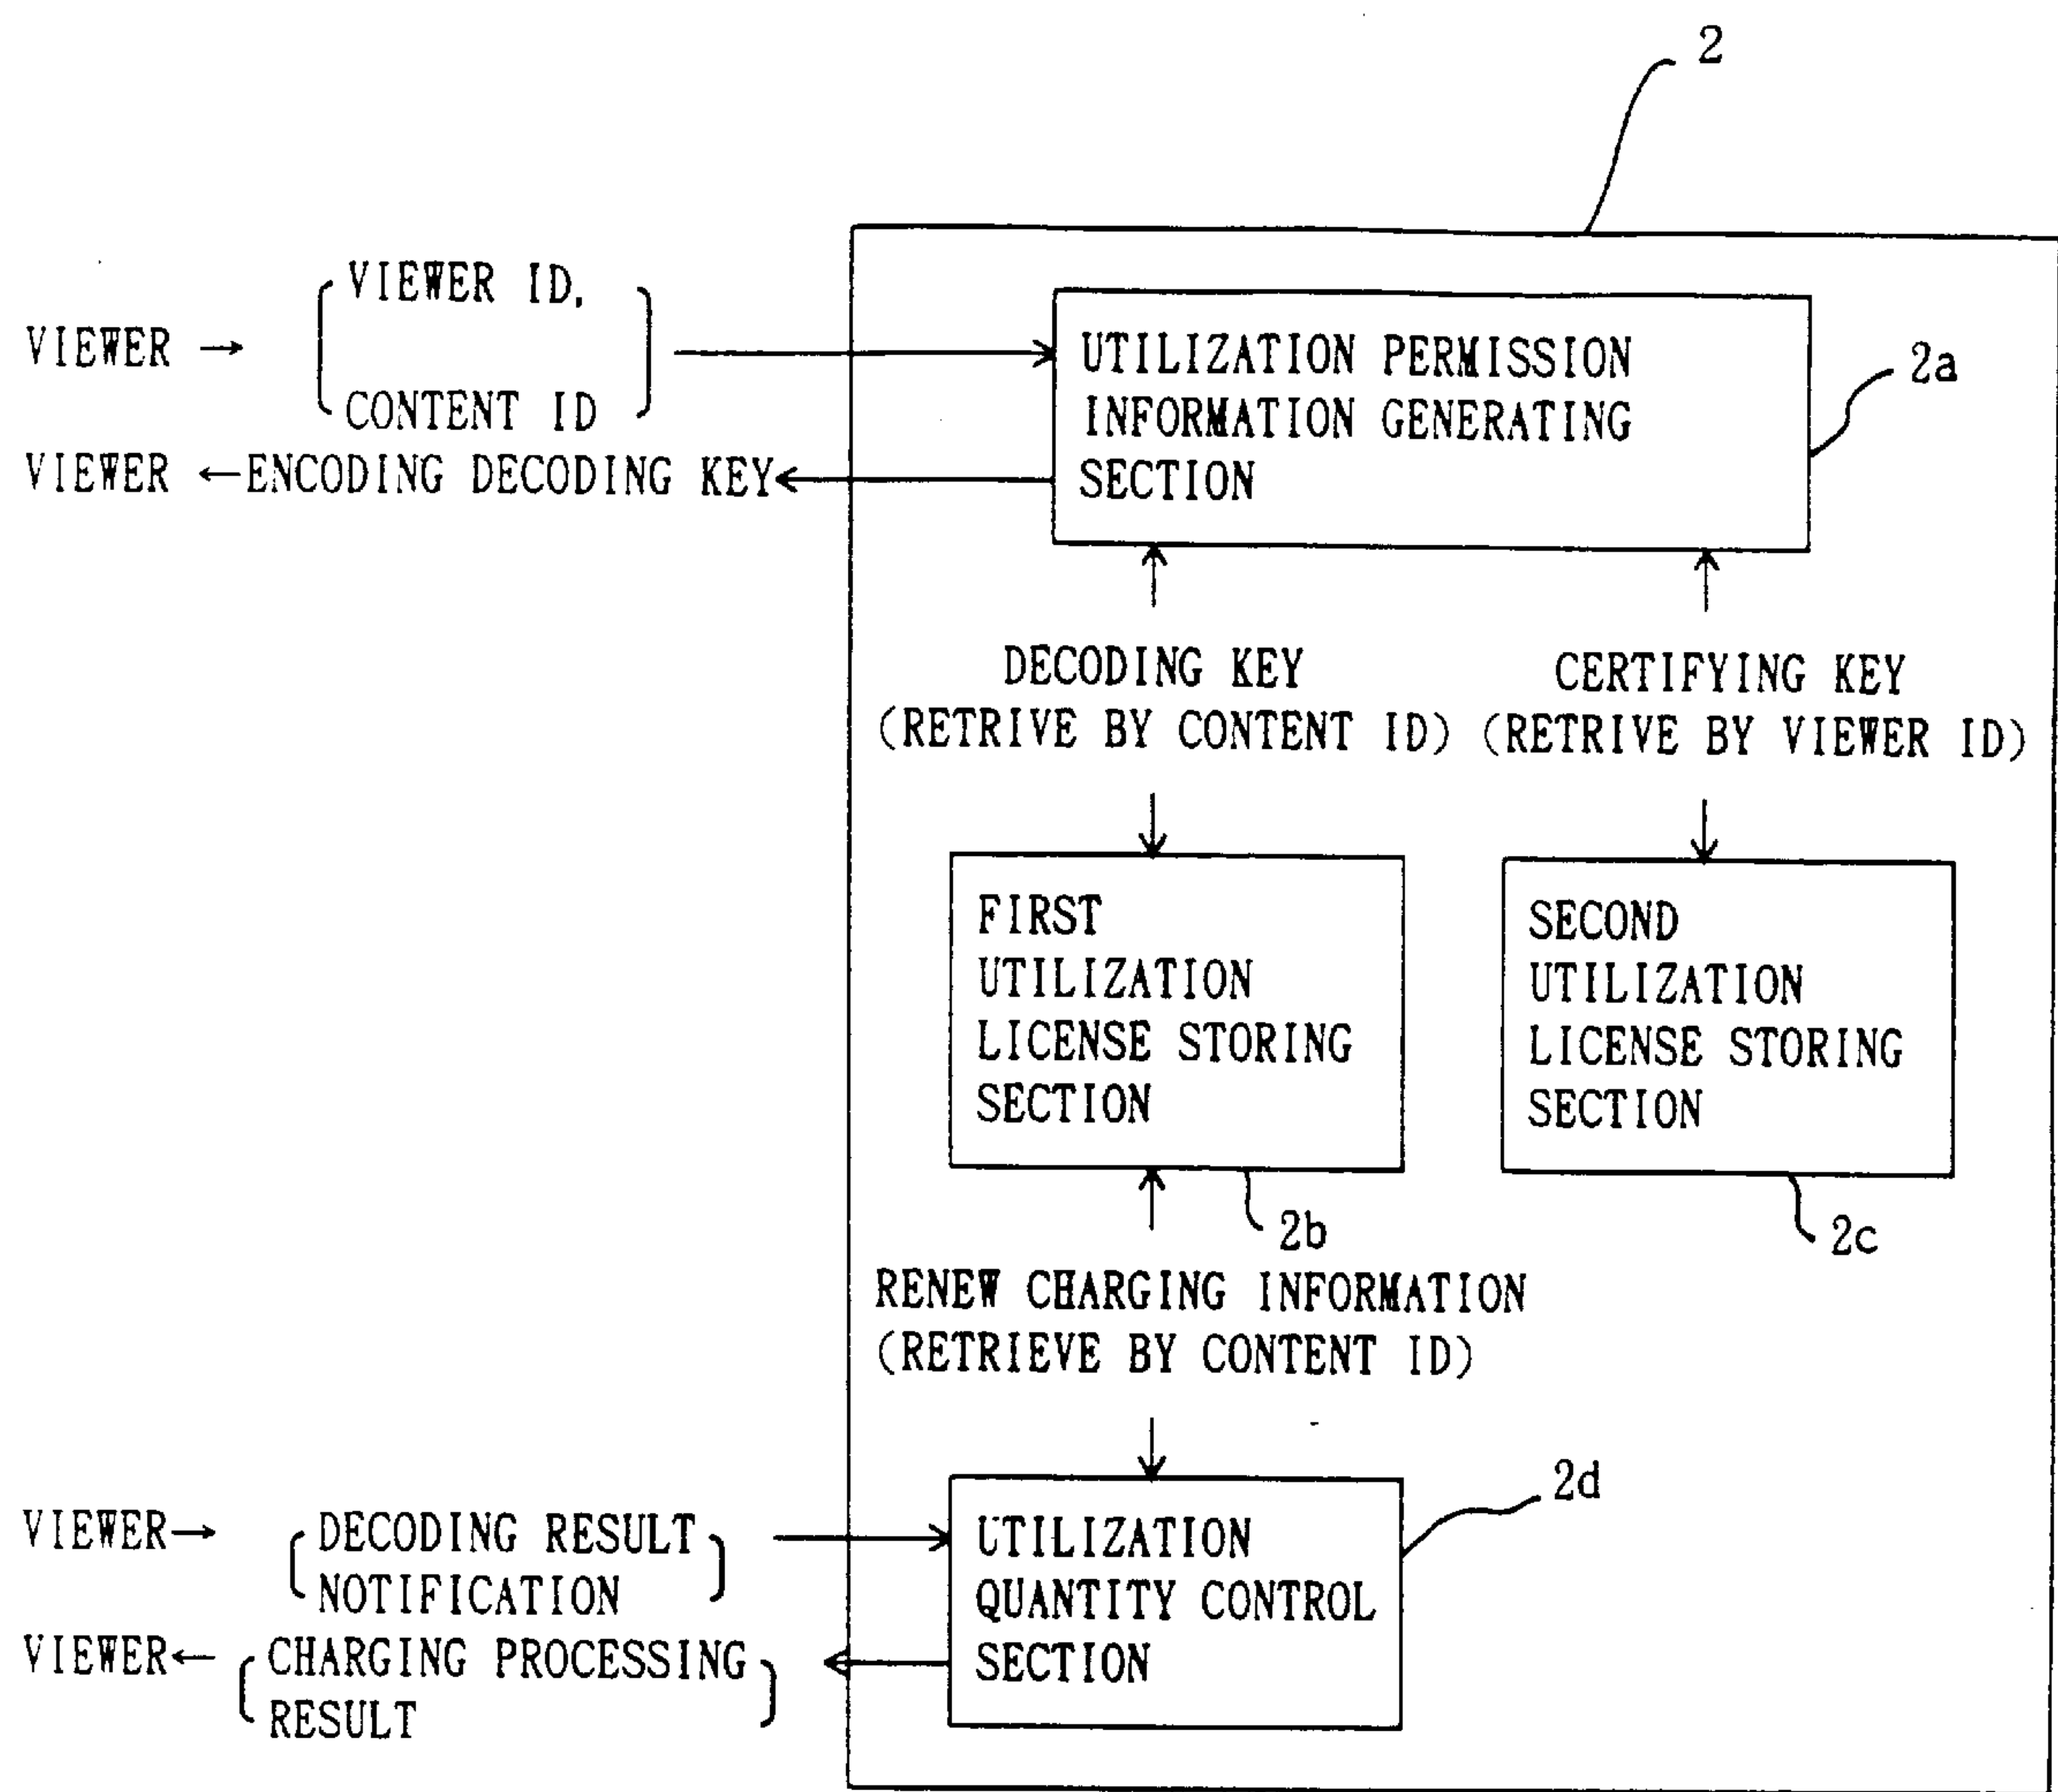 2
VIEWER → VIEWER ID,
CONTENT ID
VIEWER ← ENCODING DECODING KEY
UTILIZATION PERMISSION
INFORMATION GENERATING
SECTION
2a
DECODING KEY
(RETRIVE BY CONTENT ID)
CERTIFYING KEY
(RETRIVE BY VIEWER ID)
FIRST
UTILIZATION
LICENSE STORING
SECTION
2b
SECOND
UTILIZATION
LICENSE STORING
SECTION
2c
RENEW CHARGING INFORMATION
(RETRIEVE BY CONTENT ID)
VIEWER → DECODING RESULT
NOTIFICATION
VIEWER ← CHARGING PROCESSING
RESULT
UTILIZATION
QUANTITY CONTROL
SECTION
2d